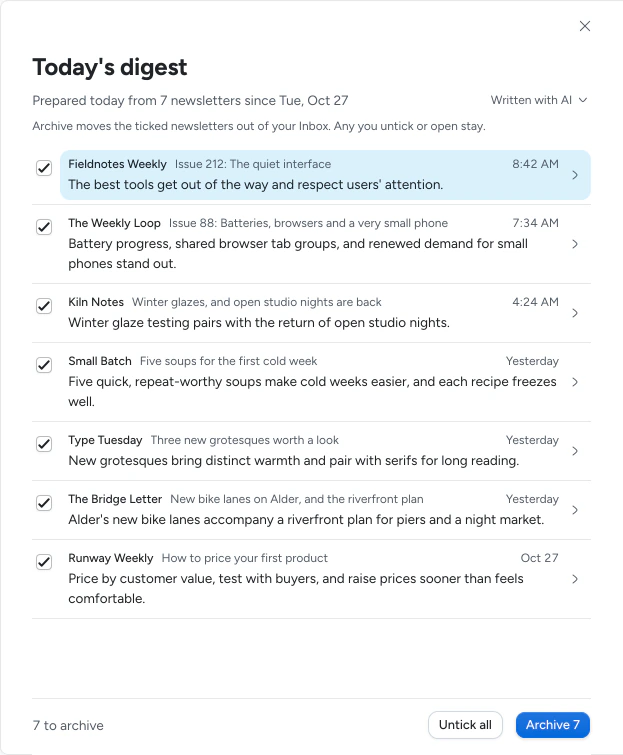 Today's digest
Prepared today from 7 newsletters since Tue, Oct 27
Written with AI
Archive moves the ticked newsletters out of your Inbox. Any you untick or open stay.
Fieldnotes Weekly Issue 212: The quiet interface 8:42 AM
The best tools get out of the way and respect users' attention.
The Weekly Loop Issue 88: Batteries, browsers and a very small phone 7:34 AM
Battery progress, shared browser tab groups, and renewed demand for small
phones stand out.
Kiln Notes Winter glazes, and open studio nights are back 4:24 AM
Winter glaze testing pairs with the return of open studio nights.
Small Batch Five soups for the first cold week Yesterday
Five quick, repeat-worthy soups make cold weeks easier, and each recipe freezes
well.
Type Tuesday Three new grotesques worth a look Yesterday
New grotesques bring distinct warmth and pair with serifs for long reading.
The Bridge Letter New bike lanes on Alder, and the riverfront plan Yesterday
Alder's new bike lanes accompany a riverfront plan for piers and a night market.
Runway Weekly How to price your first product Oct 27
Price by customer value, test with buyers, and raise prices sooner than feels
comfortable.
7 to archive
Untick all
Archive 7